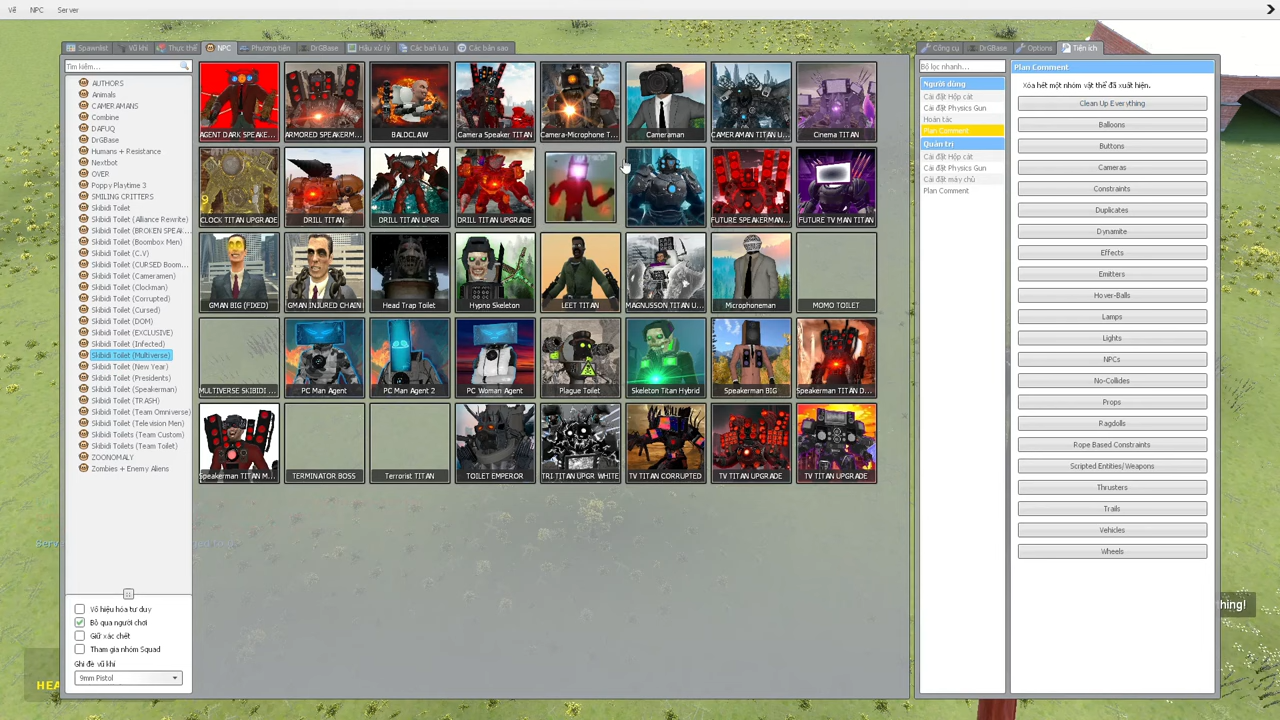 Vẽ NPC Server
Spawnlist Vũ khí Thực thể NPC Phương tiện DrGBase Hậu xử lý Các bản lưu Các bản sao
Tìm kiếm...
AUTHORS
Animals
CAMERAMANS
Combine
DAFUQ
DrGBase
Humans + Resistance
Nextbot
OVER
Poppy Playtime 3
SMILING CRITTERS
Skibidi Toilet
Skibidi Toilet (Alliance Rewrite)
Skibidi Toilet (BROKEN SPEAK...
Skibidi Toilet (Boombox Men)
Skibidi Toilet (C.V)
Skibidi Toilet (CURSED Boom...
Skibidi Toilet (Cameramen)
Skibidi Toilet (Clockman)
Skibidi Toilet (Corrupted)
Skibidi Toilet (Cursed)
Skibidi Toilet (DOM)
Skibidi Toilet (EXCLUSIVE)
Skibidi Toilet (Infected)
Skibidi Toilet (Multiverse)
Skibidi Toilet (New Year)
Skibidi Toilet (Presidents)
Skibidi Toilet (Speakerman)
Skibidi Toilet (TRASH)
Skibidi Toilet (Team Omniverse)
Skibidi Toilet (Television Men)
Skibidi Toilets (Team Custom)
Skibidi Toilets (Team Toilet)
ZOONOMALY
Zombies + Enemy Aliens
Vô hiệu hóa tư duy
Bỏ qua người chơi
Giữ xác chết
Tham gia nhóm Squad
Ghi đè vũ khí
9mm Pistol
AGENT DARK SPEAKE... ARMORED SPEAKERM... BALDCLAW Camera Speaker TITAN Camera-Microphone T... Cameraman CAMERAMAN TITAN U... Cinema TITAN
CLOCK TITAN UPGRADE DRILL TITAN DRILL TITAN UPGR DRILL TITAN UPGRADE FUTURE SPEAKERMAN... FUTURE TV MAN TITAN
GMAN BIG (FIXED) GMAN INJURED CHAIN Head Trap Toilet Hypno Skeleton LEET TITAN MAGNUSSON TITAN U... Microphoneman MOMO TOILET
MULTIVERSE SKIBIDI ... PC Man Agent PC Man Agent 2 PC Woman Agent Plague Toilet Skeleton Titan Hybrid Speakerman BIG Speakerman TITAN D...
Speakerman TITAN M... TERMINATOR BOSS Terrorist TITAN TOILET EMPEROR TRI TITAN UPGR WHITE TV TITAN CORRUPTED TV TITAN UPGRADE TV TITAN UPGRADE
Công cụ DrGBase Options Tiện ích
Bộ lọc nhanh...
Người dùng
Cài đặt Hộp cát
Cài đặt Physics Gun
Hoàn tác
Plan Comment
Quản trị
Cài đặt Hộp cát
Cài đặt Physics Gun
Cài đặt máy chủ
Plan Comment
Plan Comment
Xóa hết một nhóm vật thể đã xuất hiện.
Clean Up Everything
Balloons
Buttons
Cameras
Constraints
Duplicates
Dynamite
Effects
Emitters
Hover-Balls
Lamps
Lights
NPCs
No-Collides
Props
Ragdolls
Rope Based Constraints
Scripted Entities/Weapons
Thrusters
Trails
Vehicles
Wheels
hing!
HEA